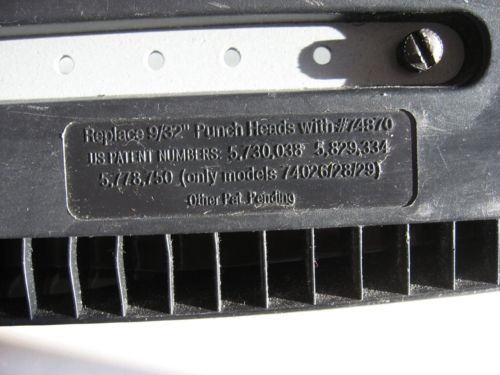 Replace 9/32" Punch Heads with #74870
US PATENT NUMBERS: 5,730,038 5,829,334
5,778,750 (only models 74026/28/29)
Other Pat. Pending